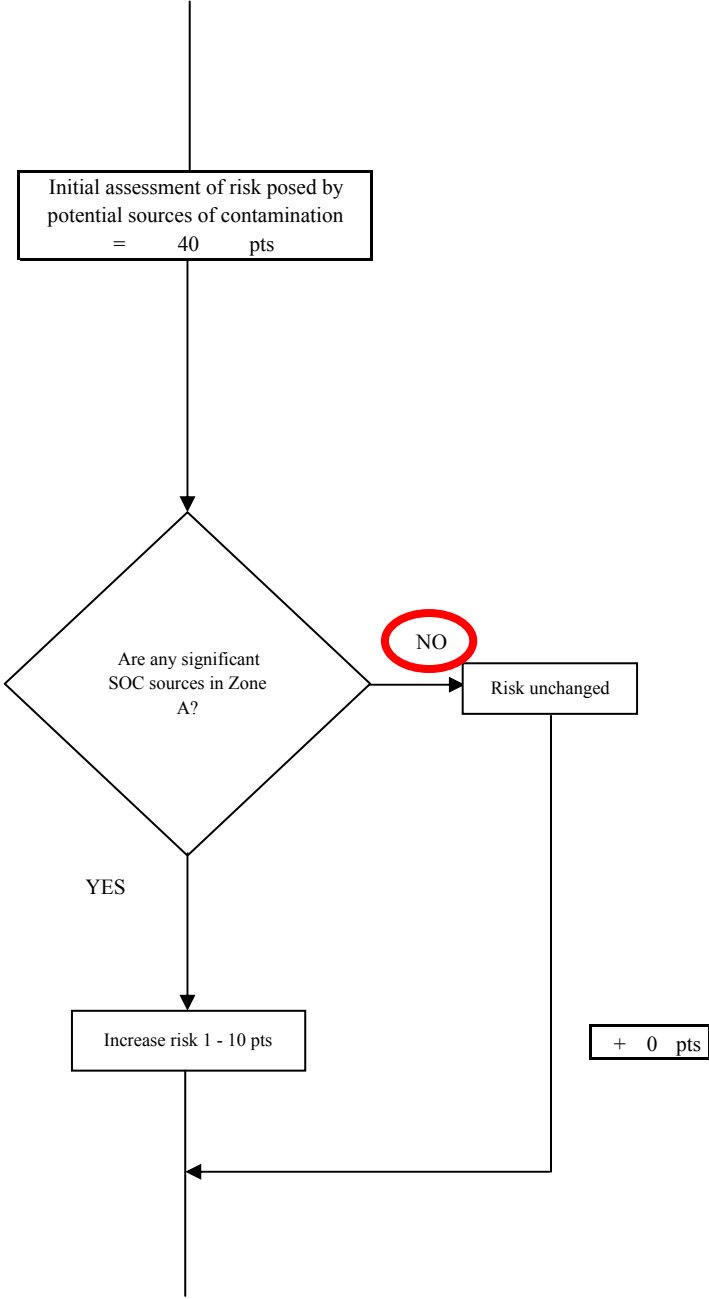 Initial assessment of risk posed by
potential sources of contamination
= 40 pts
Are any significant
SOC sources in Zone
A?
NO
Risk unchanged
YES
Increase risk 1 - 10 pts
+ 0 pts